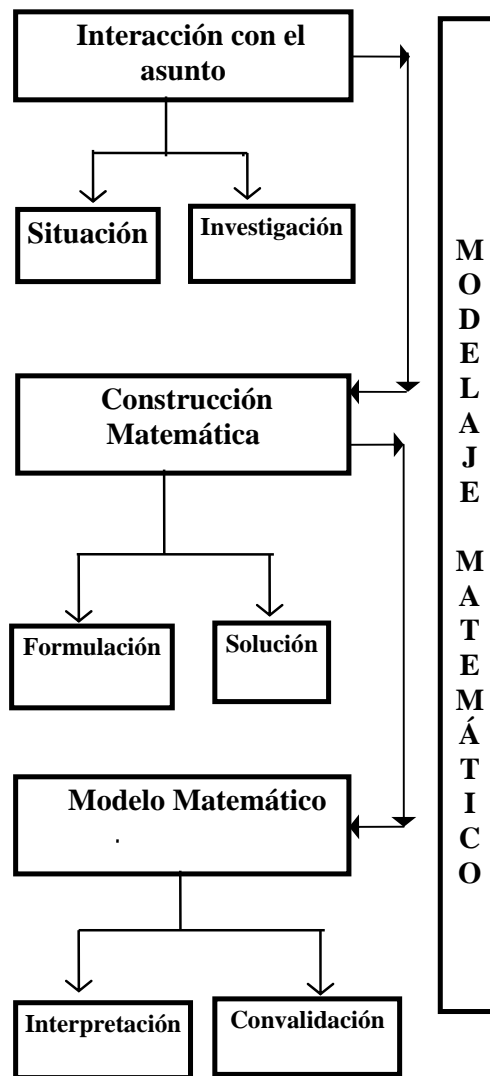 Interacción con el
asunto
Situación
Investigación
Construcción
Matemática
Formulación
Solución
Modelo Matemático
.
Interpretación
Convalidación
M
O
D
E
L
A
J
E
M
A
T
E
M
Á
T
I
C
O